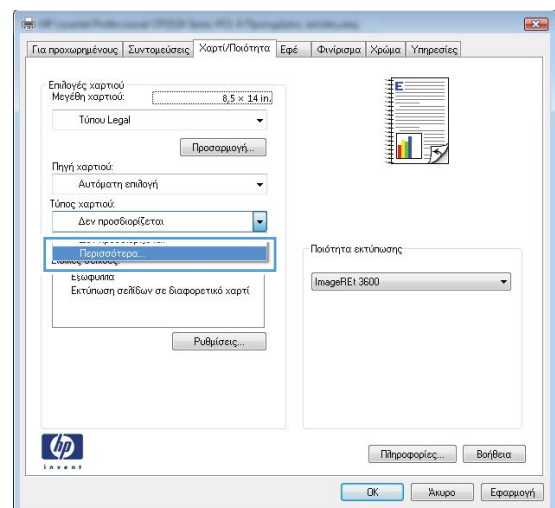 Για προχωρημένους Συντομεύσεις Χαρτί/Ποιότητα Εφέ Φινίρισμα Χρώμα Υπηρεσίες
Επιλογές χαρτιού
Μεγέθη χαρτιού: 8,5 × 14 in.
Τύπου Legal
Προσαρμογή...
Πηγή χαρτιού:
Αυτόματη επιλογή
Τύπος χαρτιού:
Δεν προσδιορίζεται
Περισσότερα...
Εξώφυλλα
Εκτύπωση σελίδων σε διαφορετικό χαρτί
Ρυθμίσεις...
E
Ποιότητα εκτύπωσης
ImageREt 3600
hp
invent
Πληροφορίες... Βοήθεια
OK Άκυρο Εφαρμογή